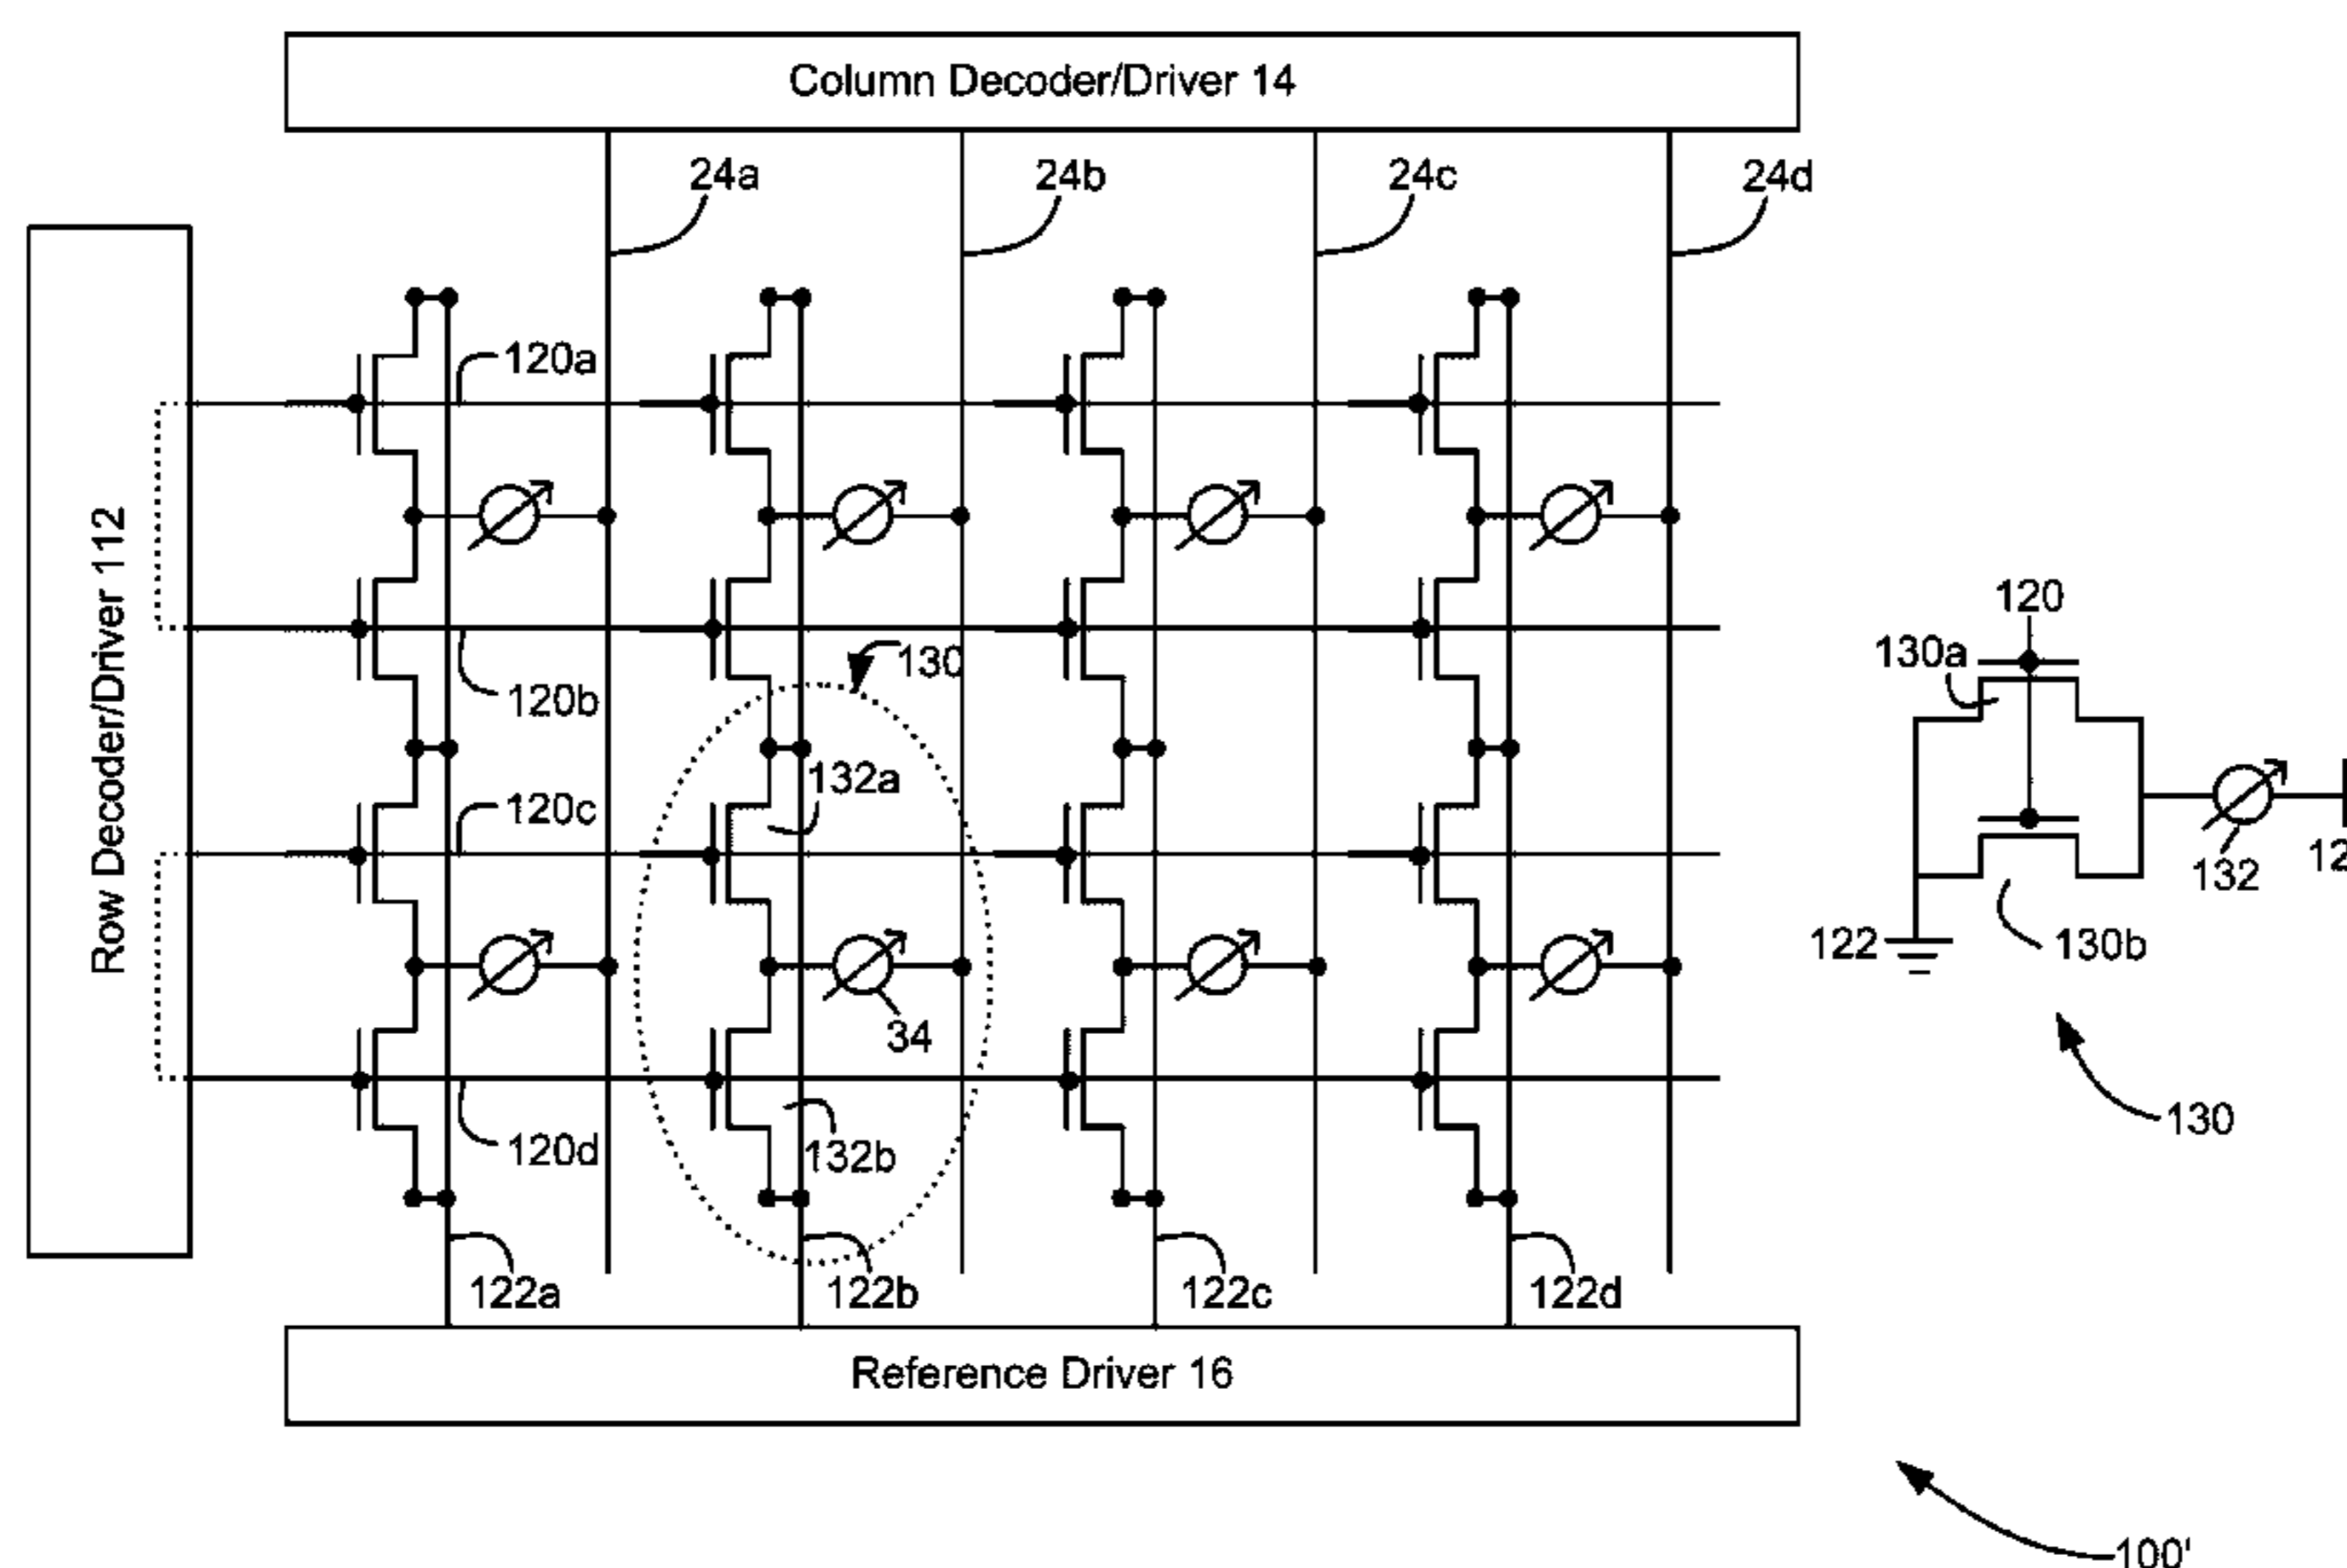 Column Decoder/Driver 14
24a
24b
24c
24d
Row Decoder/Driver 112
120a
120b
130
132a
120c
34
120d
132b
122a
122b
122c
122d
Reference Driver 16
120
130a
132
12
122
130b
130
100'